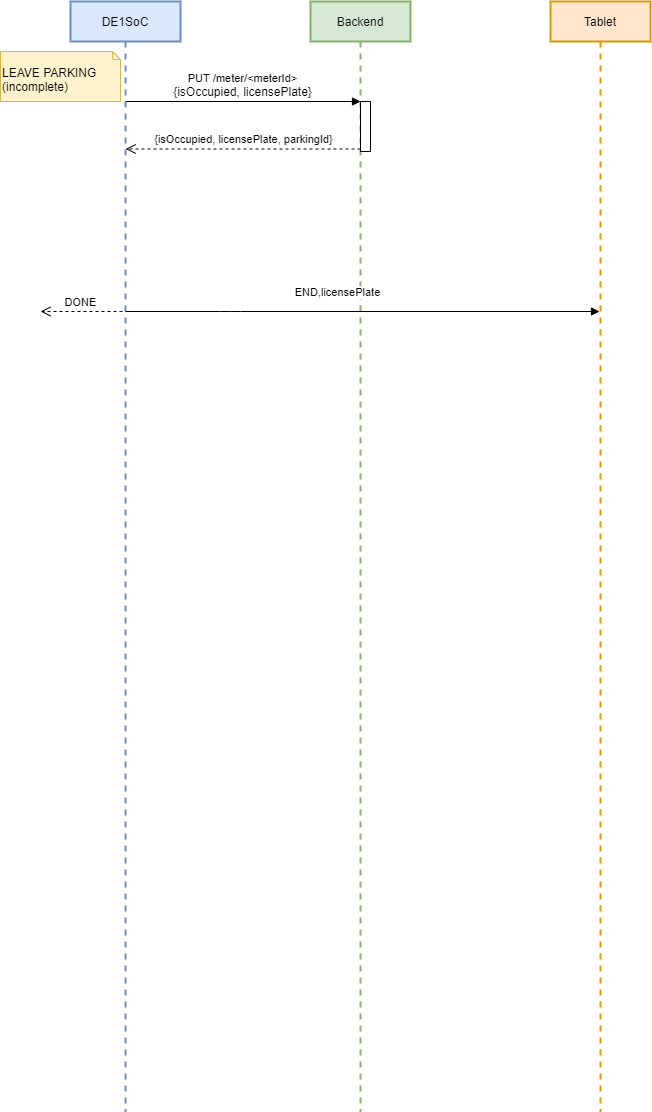 DE1SoC
Backend
Tablet
LEAVE PARKING
(incomplete)
PUT /meter/<meterId>
{isOccupied, licensePlate}
{isOccupied, licensePlate, parkingId}
END,licensePlate
DONE